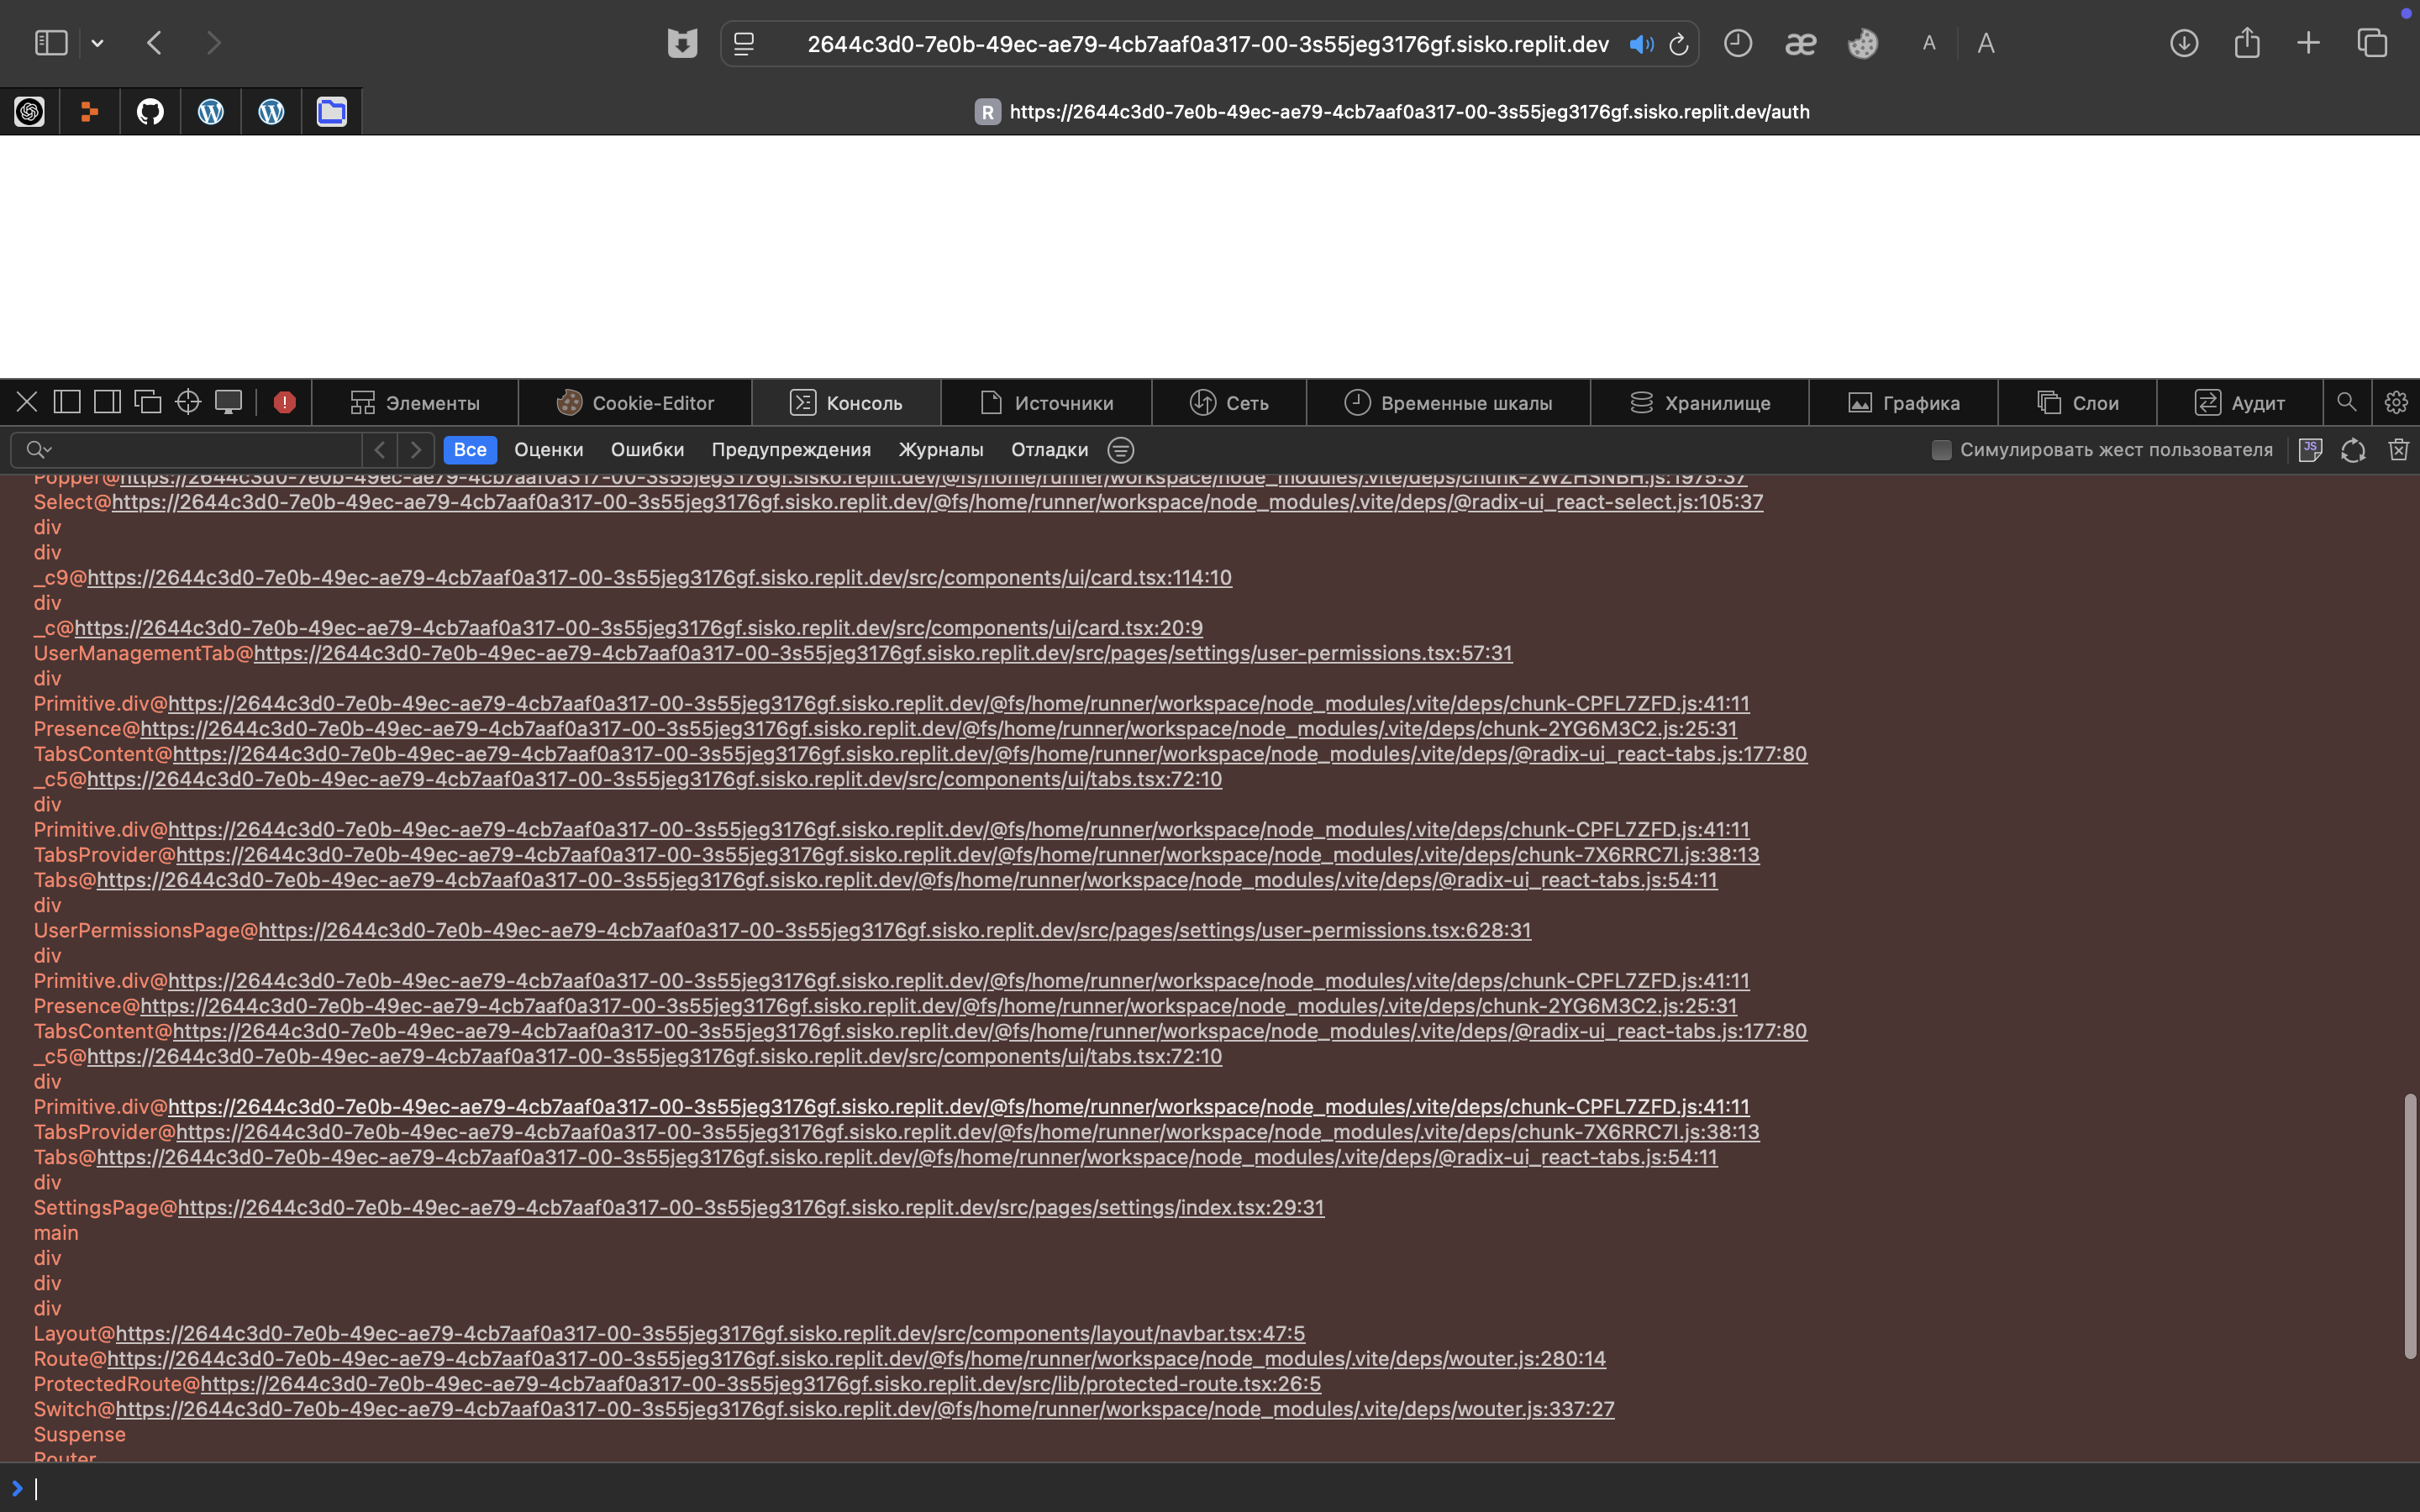 2644c3d0-7e0b-49ec-ae79-4cb7aaf0a317-00-3s55jeg3176gf.sisko.replit.dev
æ
A
A
R https://2644c3d0-7e0b-49ec-ae79-4cb7aaf0a317-00-3s55jeg3176gf.sisko.replit.dev/auth
Элементы Cookie-Editor Консоль Источники Сеть Временные шкалы Хранилище Графика Слои Аудит
Все Оценки Ошибки Предупреждения Журналы Отладки Симулировать жест пользователя JS
Popper@https://2644c3d0-7e0b-49ec-ae79-4cb7aaf0a317-00-3s55jeg3176gf.sisko.replit.dev/@fs/home/runner/workspace/node_modules/.vite/deps/chunk-2WZHSNBH.js:1975:37
Select@https://2644c3d0-7e0b-49ec-ae79-4cb7aaf0a317-00-3s55jeg3176gf.sisko.replit.dev/@fs/home/runner/workspace/node_modules/.vite/deps/@radix-ui_react-select.js:105:37
div
div
_c9@https://2644c3d0-7e0b-49ec-ae79-4cb7aaf0a317-00-3s55jeg3176gf.sisko.replit.dev/src/components/ui/card.tsx:114:10
div
_c@https://2644c3d0-7e0b-49ec-ae79-4cb7aaf0a317-00-3s55jeg3176gf.sisko.replit.dev/src/components/ui/card.tsx:20:9
UserManagementTab@https://2644c3d0-7e0b-49ec-ae79-4cb7aaf0a317-00-3s55jeg3176gf.sisko.replit.dev/src/pages/settings/user-permissions.tsx:57:31
div
Primitive.div@https://2644c3d0-7e0b-49ec-ae79-4cb7aaf0a317-00-3s55jeg3176gf.sisko.replit.dev/@fs/home/runner/workspace/node_modules/.vite/deps/chunk-CPFL7ZFD.js:41:11
Presence@https://2644c3d0-7e0b-49ec-ae79-4cb7aaf0a317-00-3s55jeg3176gf.sisko.replit.dev/@fs/home/runner/workspace/node_modules/.vite/deps/chunk-2YG6M3C2.js:25:31
TabsContent@https://2644c3d0-7e0b-49ec-ae79-4cb7aaf0a317-00-3s55jeg3176gf.sisko.replit.dev/@fs/home/runner/workspace/node_modules/.vite/deps/@radix-ui_react-tabs.js:177:80
_c5@https://2644c3d0-7e0b-49ec-ae79-4cb7aaf0a317-00-3s55jeg3176gf.sisko.replit.dev/src/components/ui/tabs.tsx:72:10
div
Primitive.div@https://2644c3d0-7e0b-49ec-ae79-4cb7aaf0a317-00-3s55jeg3176gf.sisko.replit.dev/@fs/home/runner/workspace/node_modules/.vite/deps/chunk-CPFL7ZFD.js:41:11
TabsProvider@https://2644c3d0-7e0b-49ec-ae79-4cb7aaf0a317-00-3s55jeg3176gf.sisko.replit.dev/@fs/home/runner/workspace/node_modules/.vite/deps/chunk-7X6RRC7I.js:38:13
Tabs@https://2644c3d0-7e0b-49ec-ae79-4cb7aaf0a317-00-3s55jeg3176gf.sisko.replit.dev/@fs/home/runner/workspace/node_modules/.vite/deps/@radix-ui_react-tabs.js:54:11
div
UserPermissionsPage@https://2644c3d0-7e0b-49ec-ae79-4cb7aaf0a317-00-3s55jeg3176gf.sisko.replit.dev/src/pages/settings/user-permissions.tsx:628:31
div
Primitive.div@https://2644c3d0-7e0b-49ec-ae79-4cb7aaf0a317-00-3s55jeg3176gf.sisko.replit.dev/@fs/home/runner/workspace/node_modules/.vite/deps/chunk-CPFL7ZFD.js:41:11
Presence@https://2644c3d0-7e0b-49ec-ae79-4cb7aaf0a317-00-3s55jeg3176gf.sisko.replit.dev/@fs/home/runner/workspace/node_modules/.vite/deps/chunk-2YG6M3C2.js:25:31
TabsContent@https://2644c3d0-7e0b-49ec-ae79-4cb7aaf0a317-00-3s55jeg3176gf.sisko.replit.dev/@fs/home/runner/workspace/node_modules/.vite/deps/@radix-ui_react-tabs.js:177:80
_c5@https://2644c3d0-7e0b-49ec-ae79-4cb7aaf0a317-00-3s55jeg3176gf.sisko.replit.dev/src/components/ui/tabs.tsx:72:10
div
Primitive.div@https://2644c3d0-7e0b-49ec-ae79-4cb7aaf0a317-00-3s55jeg3176gf.sisko.replit.dev/@fs/home/runner/workspace/node_modules/.vite/deps/chunk-CPFL7ZFD.js:41:11
TabsProvider@https://2644c3d0-7e0b-49ec-ae79-4cb7aaf0a317-00-3s55jeg3176gf.sisko.replit.dev/@fs/home/runner/workspace/node_modules/.vite/deps/chunk-7X6RRC7I.js:38:13
Tabs@https://2644c3d0-7e0b-49ec-ae79-4cb7aaf0a317-00-3s55jeg3176gf.sisko.replit.dev/@fs/home/runner/workspace/node_modules/.vite/deps/@radix-ui_react-tabs.js:54:11
div
SettingsPage@https://2644c3d0-7e0b-49ec-ae79-4cb7aaf0a317-00-3s55jeg3176gf.sisko.replit.dev/src/pages/settings/index.tsx:29:31
main
div
div
div
Layout@https://2644c3d0-7e0b-49ec-ae79-4cb7aaf0a317-00-3s55jeg3176gf.sisko.replit.dev/src/components/layout/navbar.tsx:47:5
Route@https://2644c3d0-7e0b-49ec-ae79-4cb7aaf0a317-00-3s55jeg3176gf.sisko.replit.dev/@fs/home/runner/workspace/node_modules/.vite/deps/wouter.js:280:14
ProtectedRoute@https://2644c3d0-7e0b-49ec-ae79-4cb7aaf0a317-00-3s55jeg3176gf.sisko.replit.dev/src/lib/protected-route.tsx:26:5
Switch@https://2644c3d0-7e0b-49ec-ae79-4cb7aaf0a317-00-3s55jeg3176gf.sisko.replit.dev/@fs/home/runner/workspace/node_modules/.vite/deps/wouter.js:337:27
Suspense
Router